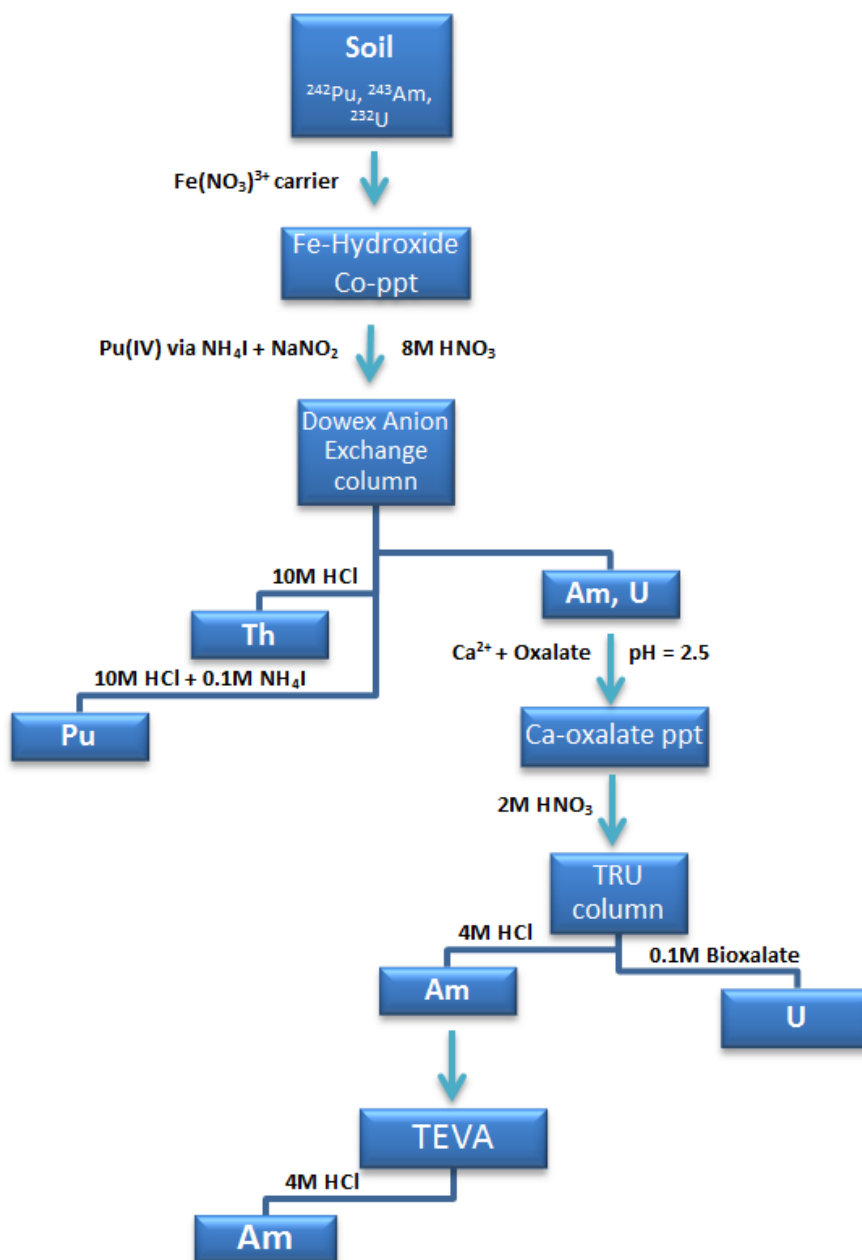 Soil
²⁴²Pu, ²⁴³Am,
²³²U
Fe(NO₃)³⁺ carrier
Fe-Hydroxide
Co-ppt
Pu(IV) via NH₄I + NaNO₂
8M HNO₃
Dowex Anion
Exchange
column
10M HCl
Th
Am, U
10M HCl + 0.1M NH₄I
Pu
Ca²⁺ + Oxalate
pH = 2.5
Ca-oxalate ppt
2M HNO₃
TRU
column
4M HCl
0.1M Bioxalate
Am
U
TEVA
4M HCl
Am